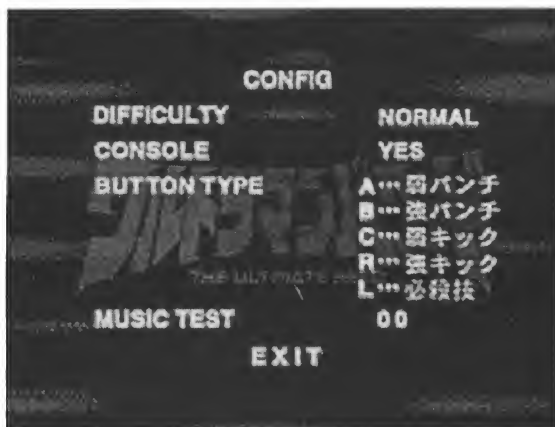 CONFIG
DIFFICULTY NORMAL
CONSOLE YES
BUTTON TYPE A…弱パンチ
B…強パンチ
C…弱キック
R…強キック
L…必殺技
MUSIC TEST 00
EXIT